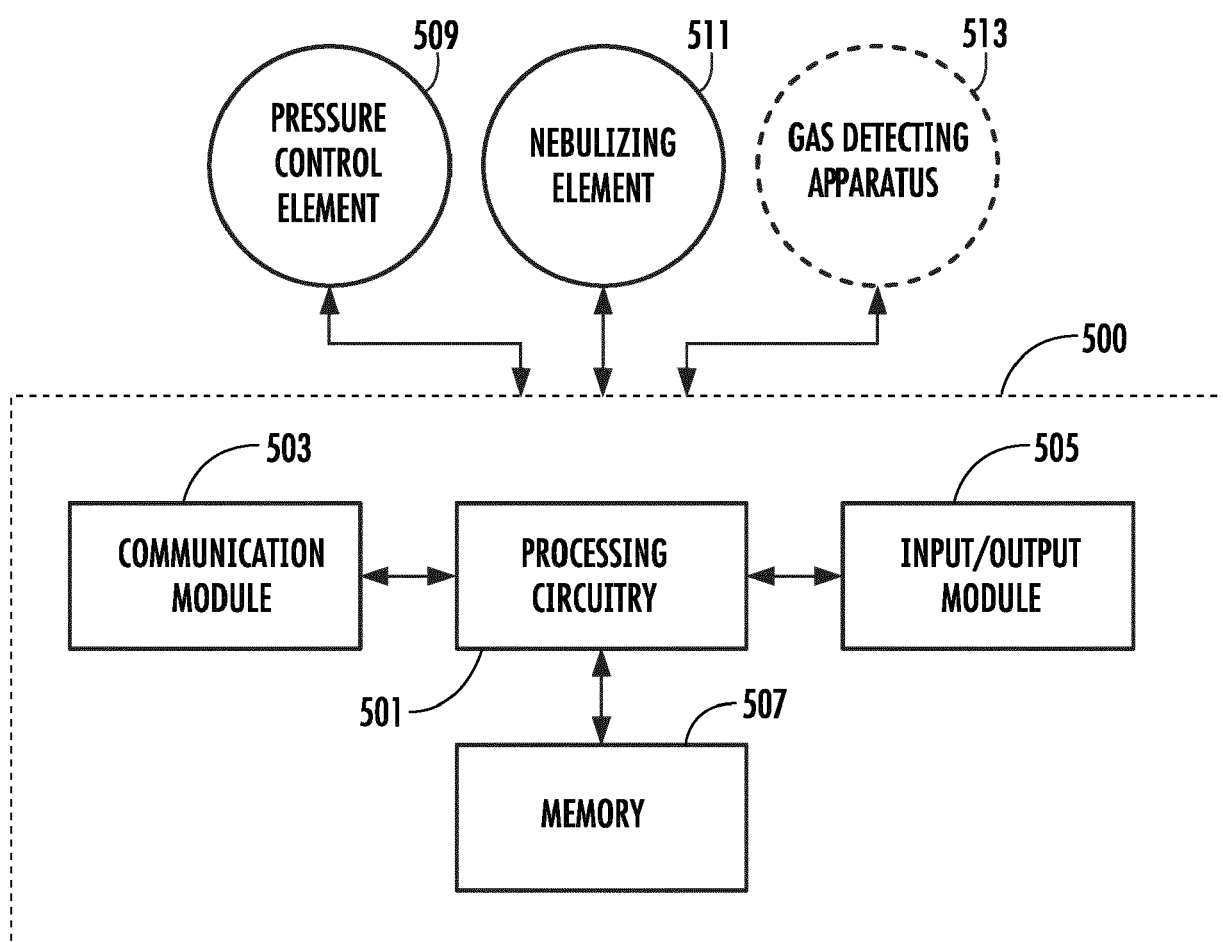 509
511
513
PRESSURE
CONTROL
ELEMENT
NEBULIZING
ELEMENT
GAS DETECTING
APPARATUS
500
503
505
COMMUNICATION
MODULE
PROCESSING
CIRCUITRY
INPUT/OUTPUT
MODULE
501
507
MEMORY